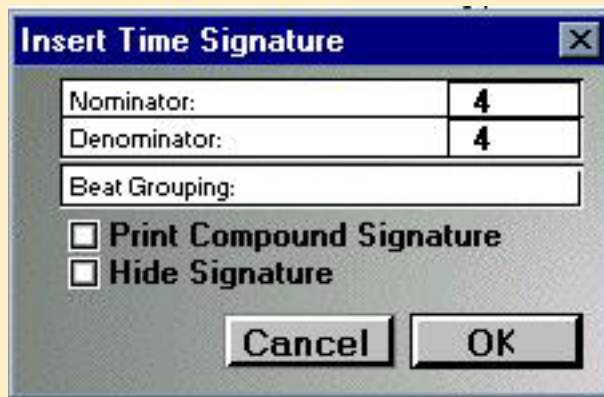 Insert Time Signature
Nominator: 4
Denominator: 4
Beat Grouping:
Print Compound Signature
Hide Signature
Cancel OK